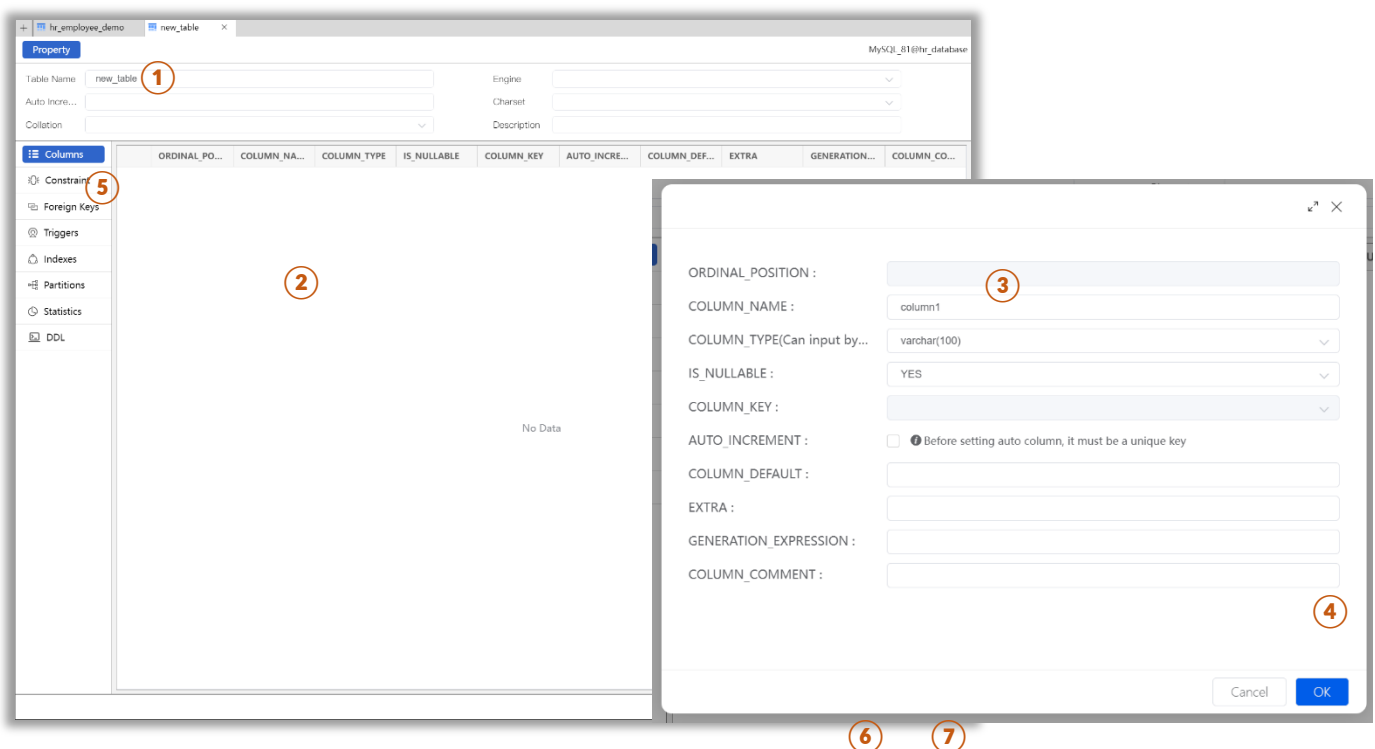 + hr_employee_demo new_table ×
Property MySQL_81@hr_database
Table Name new_table 1 Engine
Auto Incre... Charset
Collation Description
Columns ORDINAL_PO... COLUMN_NA... COLUMN_TYPE IS_NULLABLE COLUMN_KEY AUTO_INCRE... COLUMN_DEF... EXTRA GENERATION... COLUMN_CO...
Constraint 5
Foreign Keys
Triggers
Indexes
Partitions
Statistics
DDL
2
No Data
ORDINAL_POSITION : 3
COLUMN_NAME : column1
COLUMN_TYPE(Can input by... varchar(100)
IS_NULLABLE : YES
COLUMN_KEY :
AUTO_INCREMENT : Before setting auto column, it must be a unique key
COLUMN_DEFAULT :
EXTRA :
GENERATION_EXPRESSION :
COLUMN_COMMENT :
4
Cancel OK
6 7